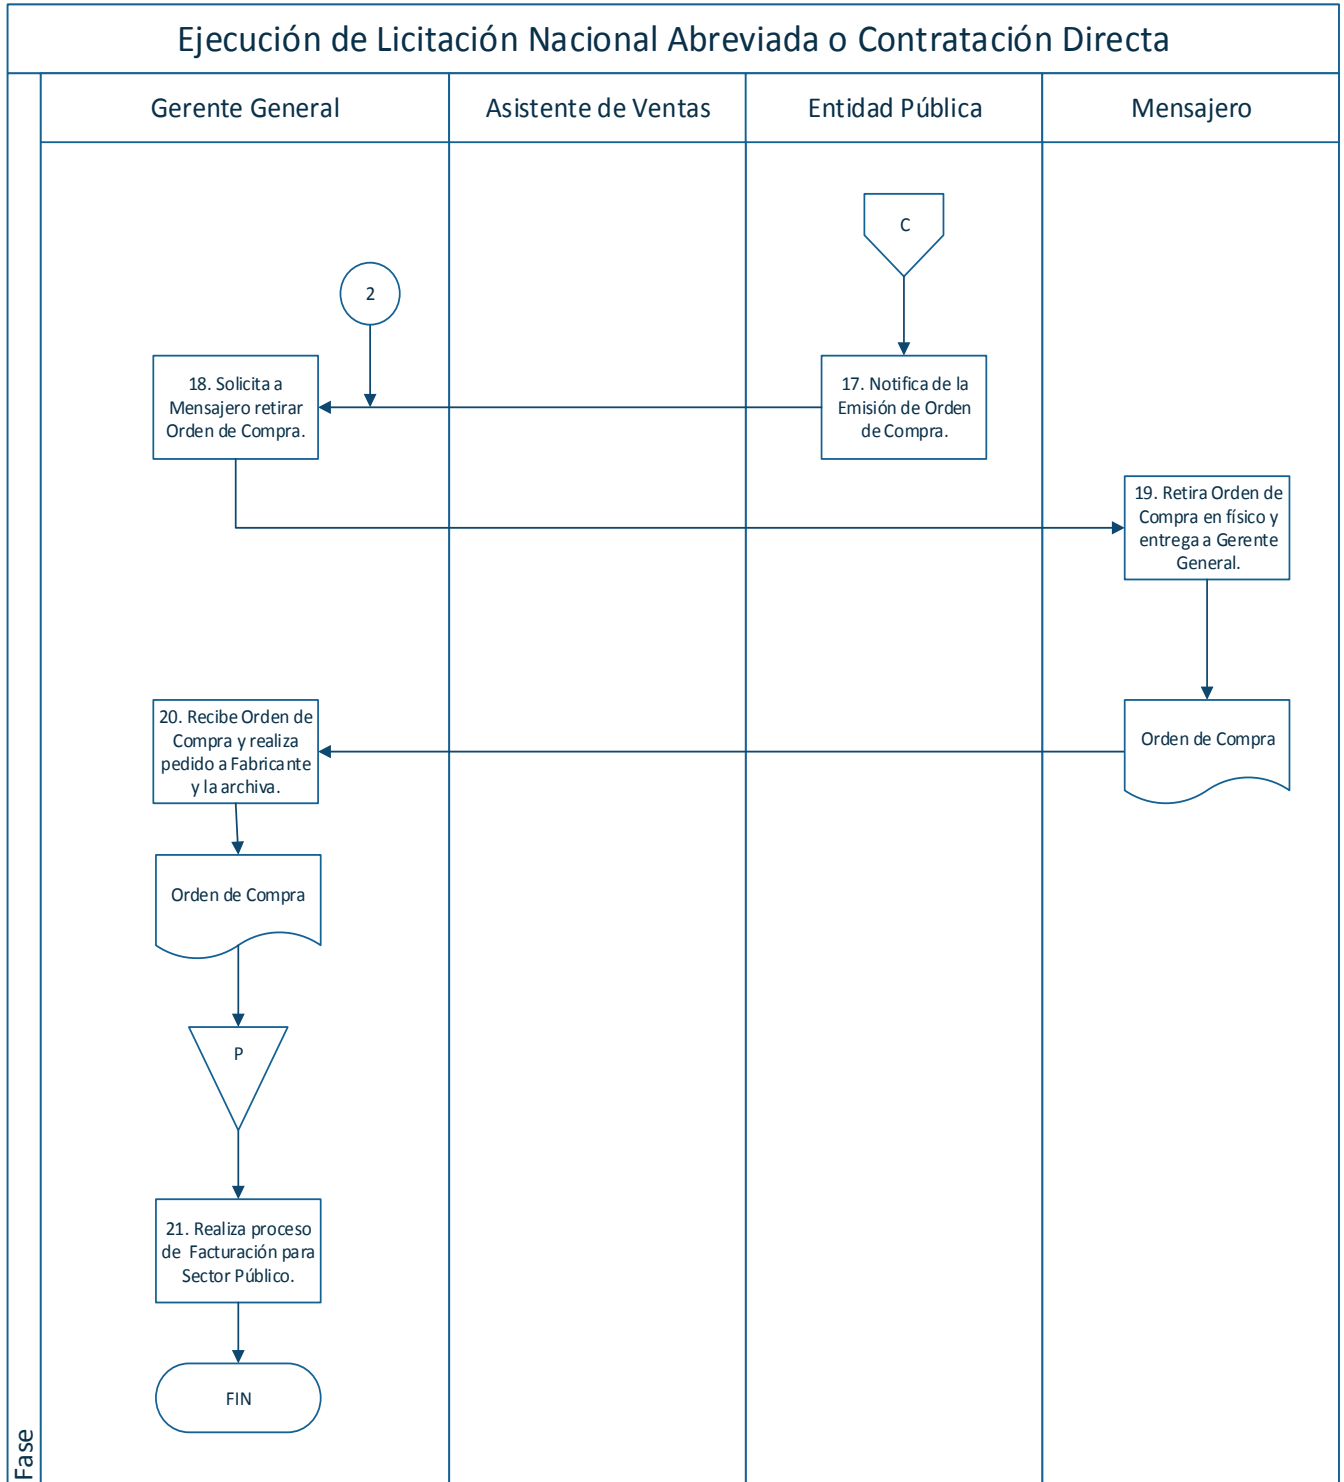 Ejecución de Licitación Nacional Abreviada o Contratación Directa
Gerente General
Asistente de Ventas
Entidad Pública
Mensajero
C
2
18. Solicita a
Mensajero retirar
Orden de Compra.
17. Notifica de la
Emisión de Orden
de Compra.
19. Retira Orden de
Compra en físico y
entrega a Gerente
General.
20. Recibe Orden de
Compra y realiza
pedido a Fabricante
y la archiva.
Orden de Compra
Orden de Compra
P
21. Realiza proceso
de Facturación para
Sector Público.
FIN
Fase